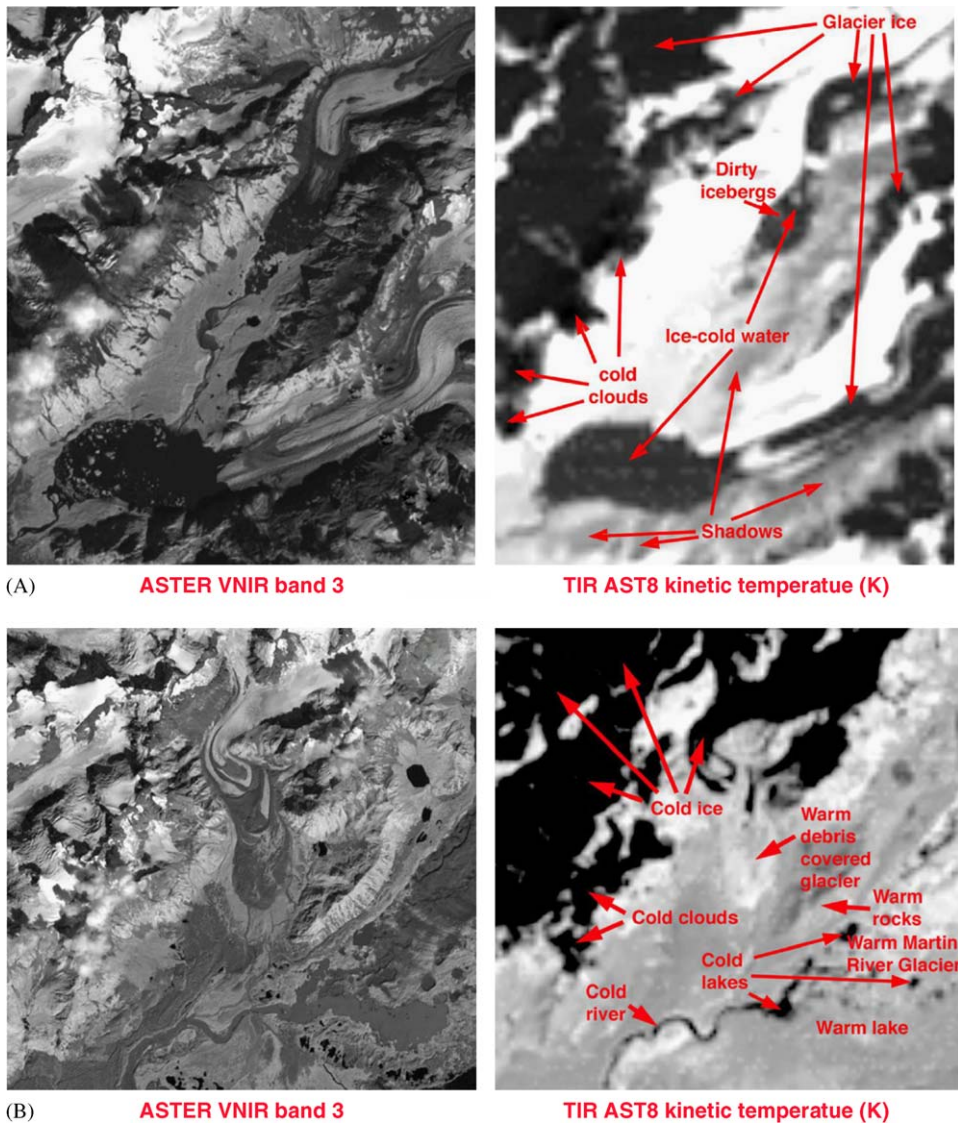 Glacier ice
Dirty
icebergs
Ice-cold water
cold
clouds
Shadows
(A)
ASTER VNIR band 3
TIR AST8 kinetic temperatue (K)
Cold ice
Warm
debris
covered
glacier
Cold clouds
Warm
rocks
Cold
lakes
Warm Martin
River Glacier
Cold
river
Warm lake
(B)
ASTER VNIR band 3
TIR AST8 kinetic temperatue (K)